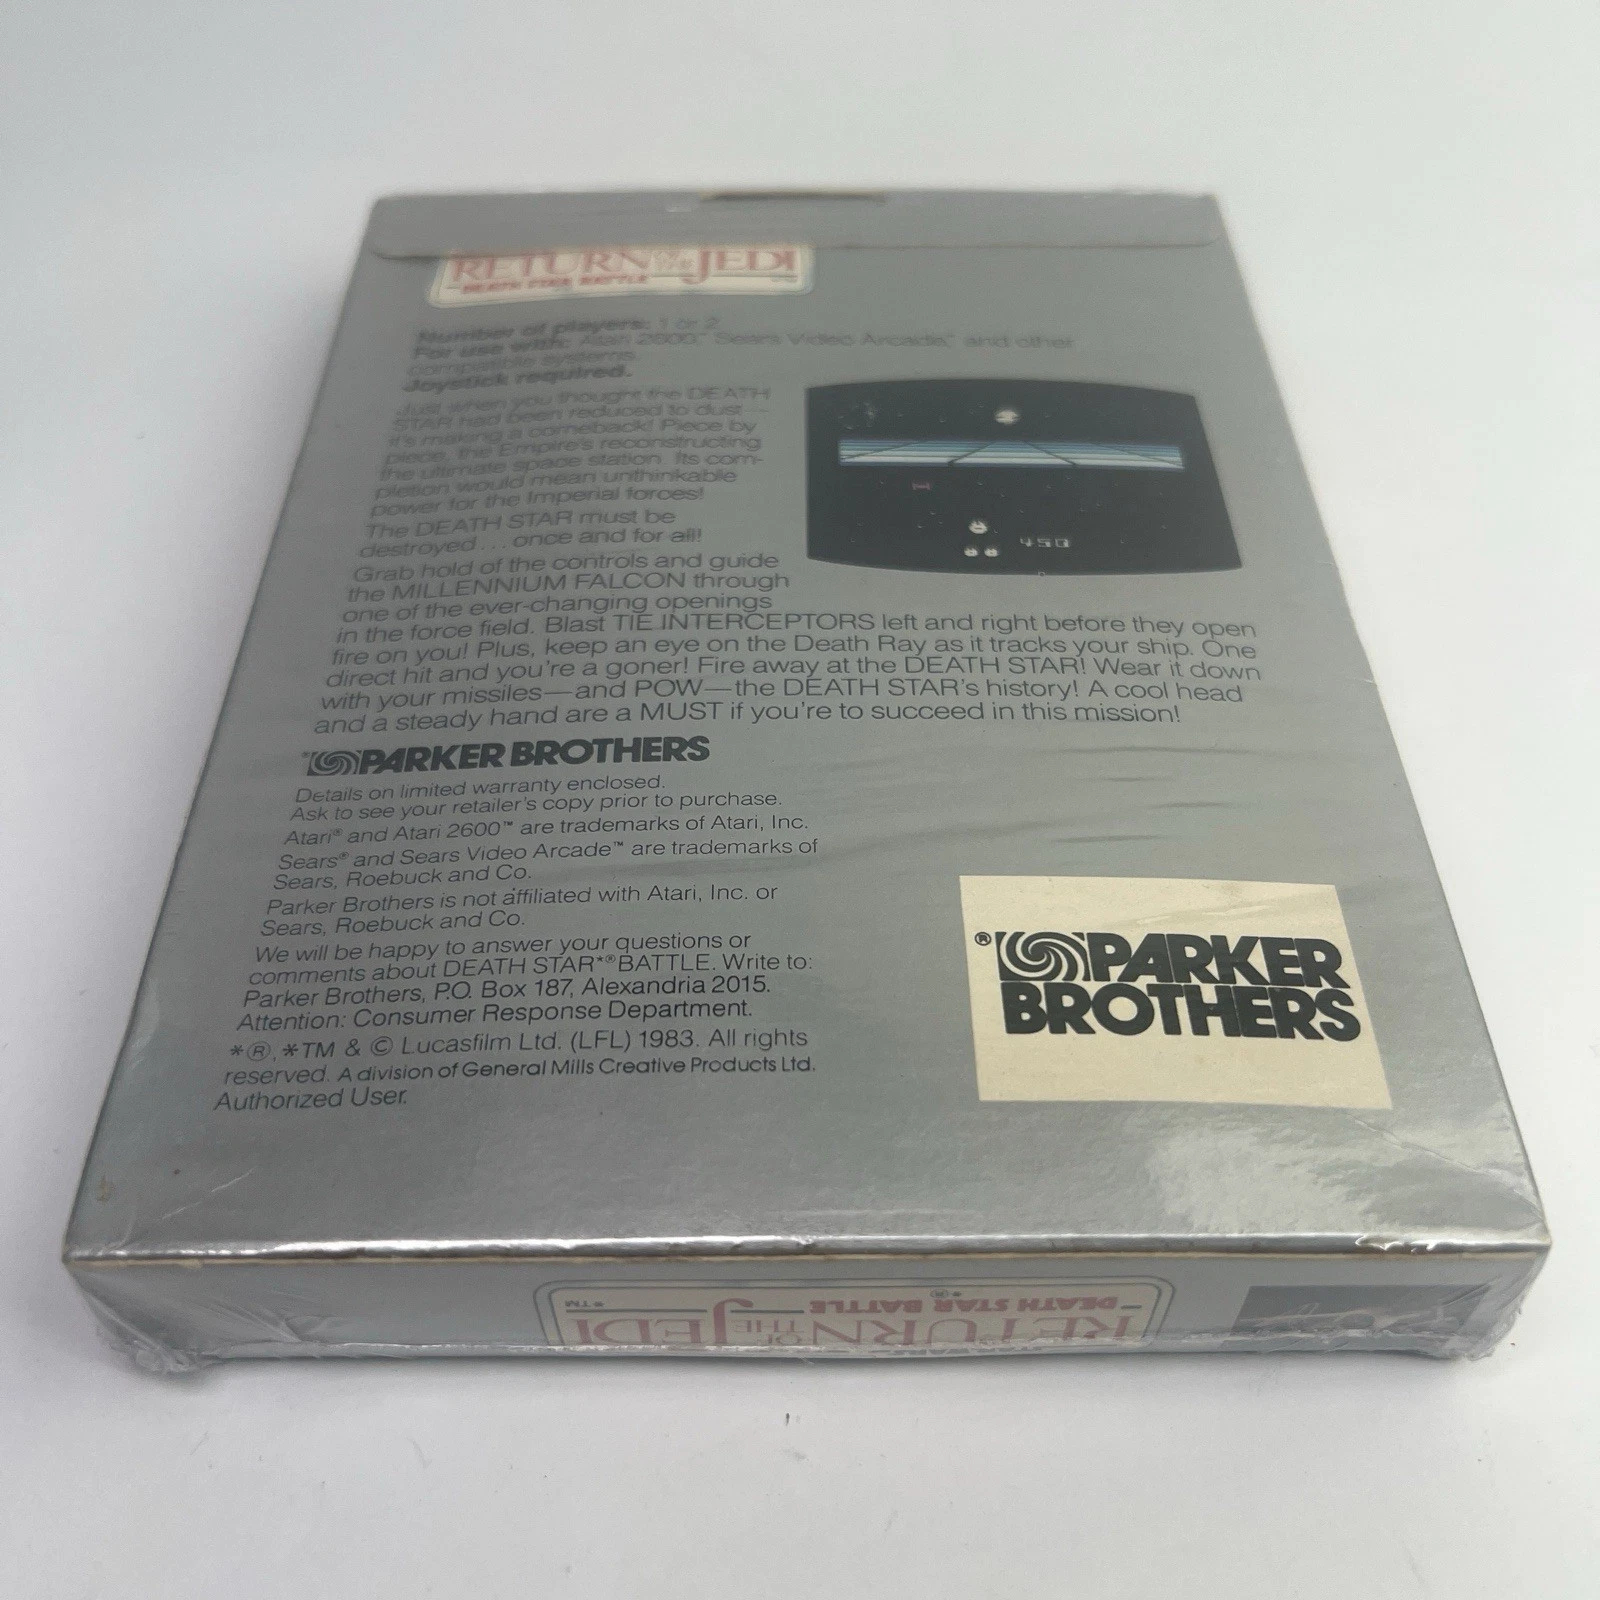 RETURN OF THE JEDI
DEATH STAR BATTLE
Number of players: 1 or 2
For use with: Atari 2600,™ Sears Video Arcade,™ and other
compatible systems.
Joystick required.
Just when you thought the DEATH
STAR had been reduced to dust—
it's making a comeback! Piece by
piece, the Empire's reconstructing
the ultimate space station. Its com-
pletion would mean unthinkable
power for the Imperial forces!
The DEATH STAR must be
destroyed... once and for all!
Grab hold of the controls and guide
the MILLENNIUM FALCON through
one of the ever-changing openings
in the force field. Blast TIE INTERCEPTORS left and right before they open
fire on you! Plus, keep an eye on the Death Ray as it tracks your ship. One
direct hit and you're a goner! Fire away at the DEATH STAR! Wear it down
with your missiles—and POW—the DEATH STAR's history! A cool head
and a steady hand are a MUST if you're to succeed in this mission!
450
PARKER BROTHERS
Details on limited warranty enclosed.
Ask to see your retailer's copy prior to purchase.
Atari® and Atari 2600™ are trademarks of Atari, Inc.
Sears® and Sears Video Arcade™ are trademarks of
Sears, Roebuck and Co.
Parker Brothers is not affiliated with Atari, Inc. or
Sears, Roebuck and Co.
We will be happy to answer your questions or
comments about DEATH STAR*® BATTLE. Write to:
Parker Brothers, P.O. Box 187, Alexandria 2015.
Attention: Consumer Response Department.
*®, *TM & © Lucasfilm Ltd. (LFL) 1983. All rights
reserved. A division of General Mills Creative Products Ltd.
Authorized User.
® PARKER
BROTHERS
RETURN OF THE JEDI
DEATH STAR BATTLE
*®
*™